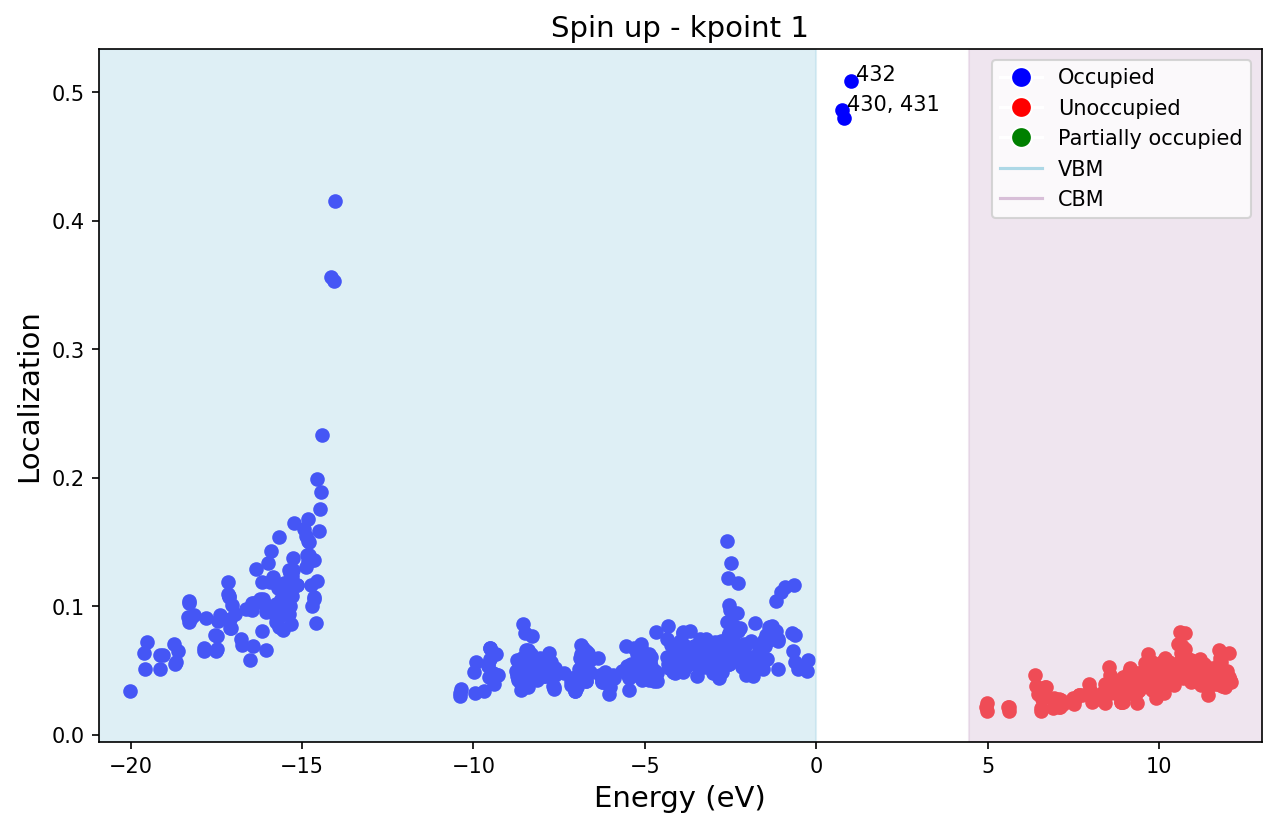 Spin up - kpoint 1
432
430, 431
Occupied
Unoccupied
Partially occupied
VBM
CBM
0.5
0.4
0.3
0.2
0.1
0.0
Localization
−20
−15
−10
−5
0
5
10
Energy (eV)